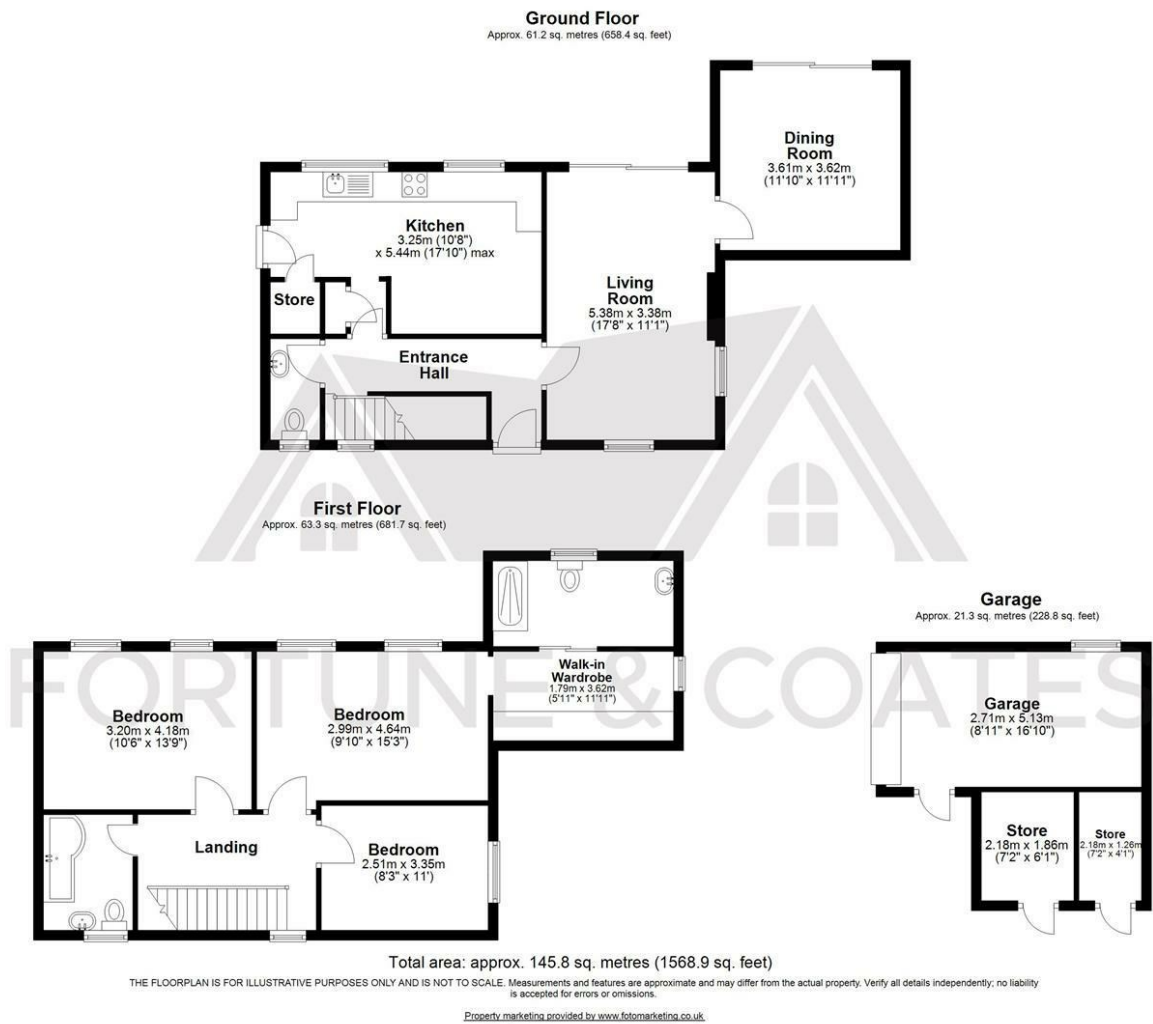 Ground Floor
Approx. 61.2 sq. metres (658.4 sq. feet)
Dining
Room
3.61m x 3.62m
(11'10" x 11'11")
Kitchen
3.25m (10'8")
x 5.44m (17'10") max
Living
Room
5.38m x 3.38m
(17'8" x 11'1")
Store
Entrance
Hall
First Floor
Approx. 63.3 sq. metres (681.7 sq. feet)
Garage
Approx. 21.3 sq. metres (228.8 sq. feet)
FORTUNE & COATES
Walk-in
Wardrobe
1.79m x 3.62m
(5'11" x 11'11")
Bedroom
3.20m x 4.18m
(10'6" x 13'9")
Bedroom
2.99m x 4.64m
(9'10" x 15'3")
Garage
2.71m x 5.13m
(8'11" x 16'10")
Landing
Bedroom
2.51m x 3.35m
(8'3" x 11')
Store
2.18m x 1.86m
(7'2" x 6'1")
Store
2.18m x 1.26m
(7'2" x 4'1")
Total area: approx. 145.8 sq. metres (1568.9 sq. feet)
THE FLOORPLAN IS FOR ILLUSTRATIVE PURPOSES ONLY AND IS NOT TO SCALE. Measurements and features are approximate and may differ from the actual property. Verify all details independently; no liability
is accepted for errors or omissions.
Property marketing provided by www.fotomarketing.co.uk